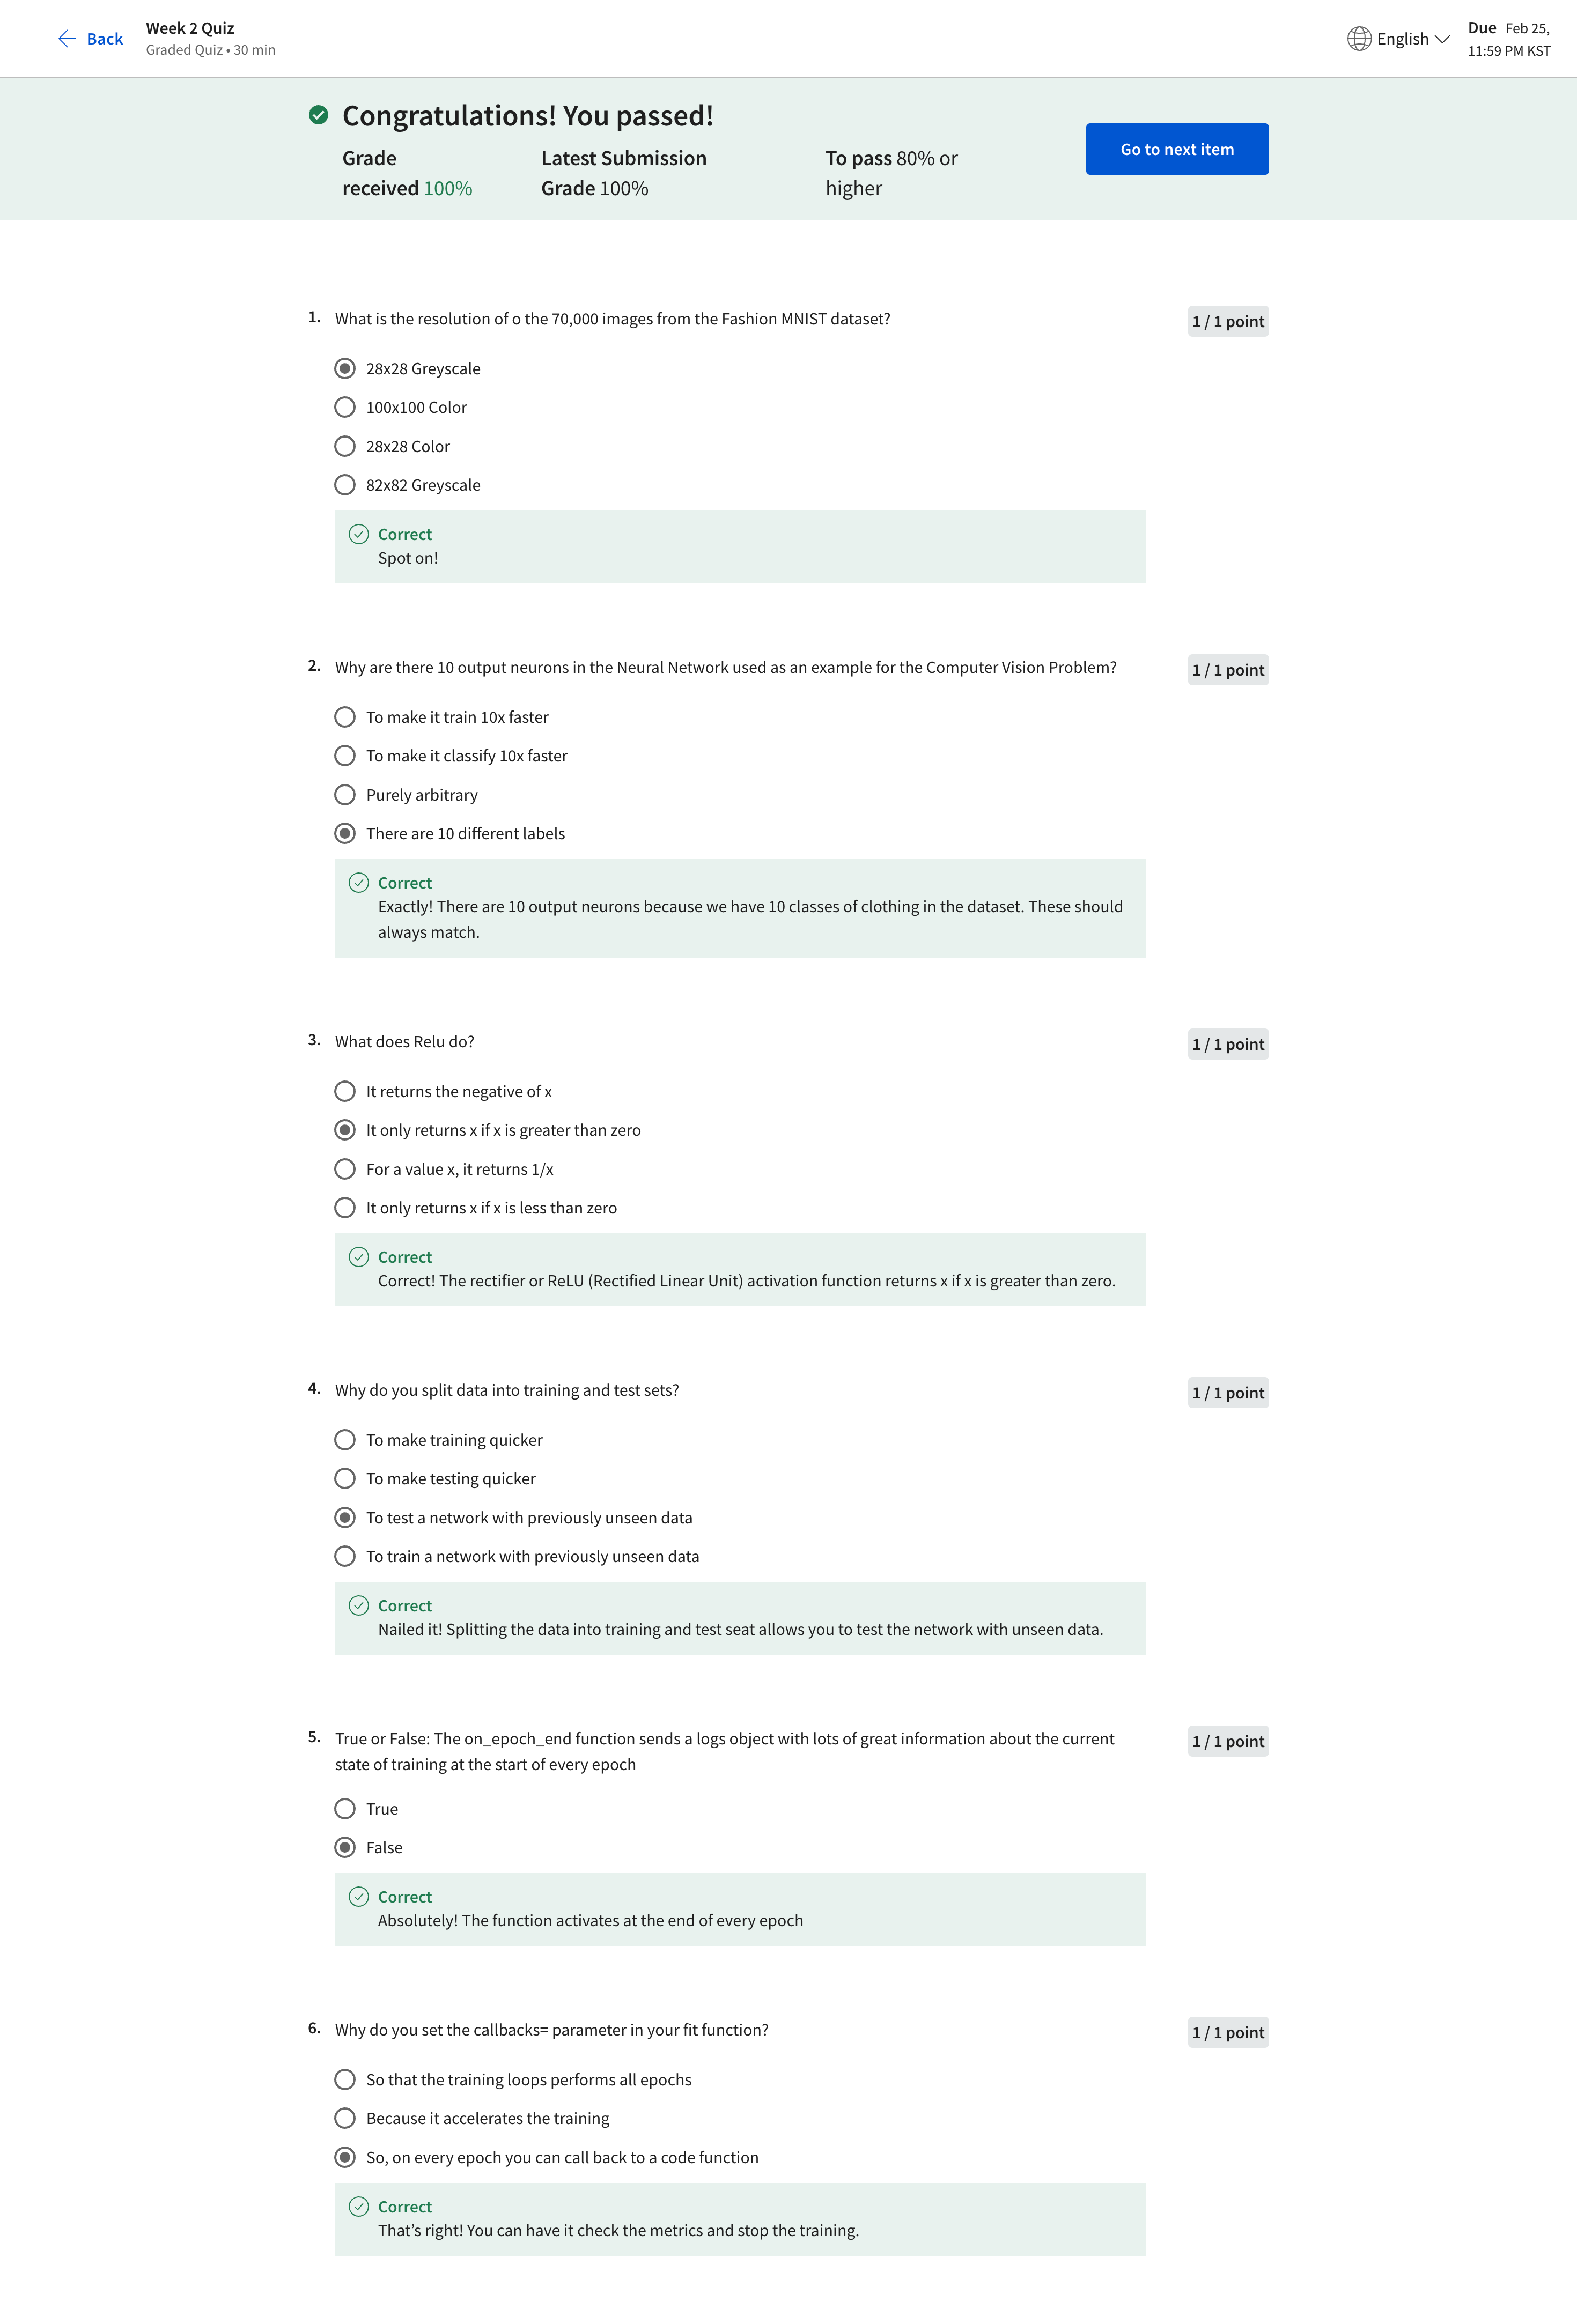 Back
Week 2 Quiz
Graded Quiz • 30 min
English
Due Feb 25,
11:59 PM KST
Congratulations! You passed!
Grade
received 100%
Latest Submission
Grade 100%
To pass 80% or
higher
Go to next item
1. What is the resolution of o the 70,000 images from the Fashion MNIST dataset?
1 / 1 point
28x28 Greyscale
100x100 Color
28x28 Color
82x82 Greyscale
Correct
Spot on!
2. Why are there 10 output neurons in the Neural Network used as an example for the Computer Vision Problem?
1 / 1 point
To make it train 10x faster
To make it classify 10x faster
Purely arbitrary
There are 10 different labels
Correct
Exactly! There are 10 output neurons because we have 10 classes of clothing in the dataset. These should
always match.
3. What does Relu do?
1 / 1 point
It returns the negative of x
It only returns x if x is greater than zero
For a value x, it returns 1/x
It only returns x if x is less than zero
Correct
Correct! The rectifier or ReLU (Rectified Linear Unit) activation function returns x if x is greater than zero.
4. Why do you split data into training and test sets?
1 / 1 point
To make training quicker
To make testing quicker
To test a network with previously unseen data
To train a network with previously unseen data
Correct
Nailed it! Splitting the data into training and test seat allows you to test the network with unseen data.
5. True or False: The on_epoch_end function sends a logs object with lots of great information about the current
state of training at the start of every epoch
1 / 1 point
True
False
Correct
Absolutely! The function activates at the end of every epoch
6. Why do you set the callbacks= parameter in your fit function?
1 / 1 point
So that the training loops performs all epochs
Because it accelerates the training
So, on every epoch you can call back to a code function
Correct
That’s right! You can have it check the metrics and stop the training.